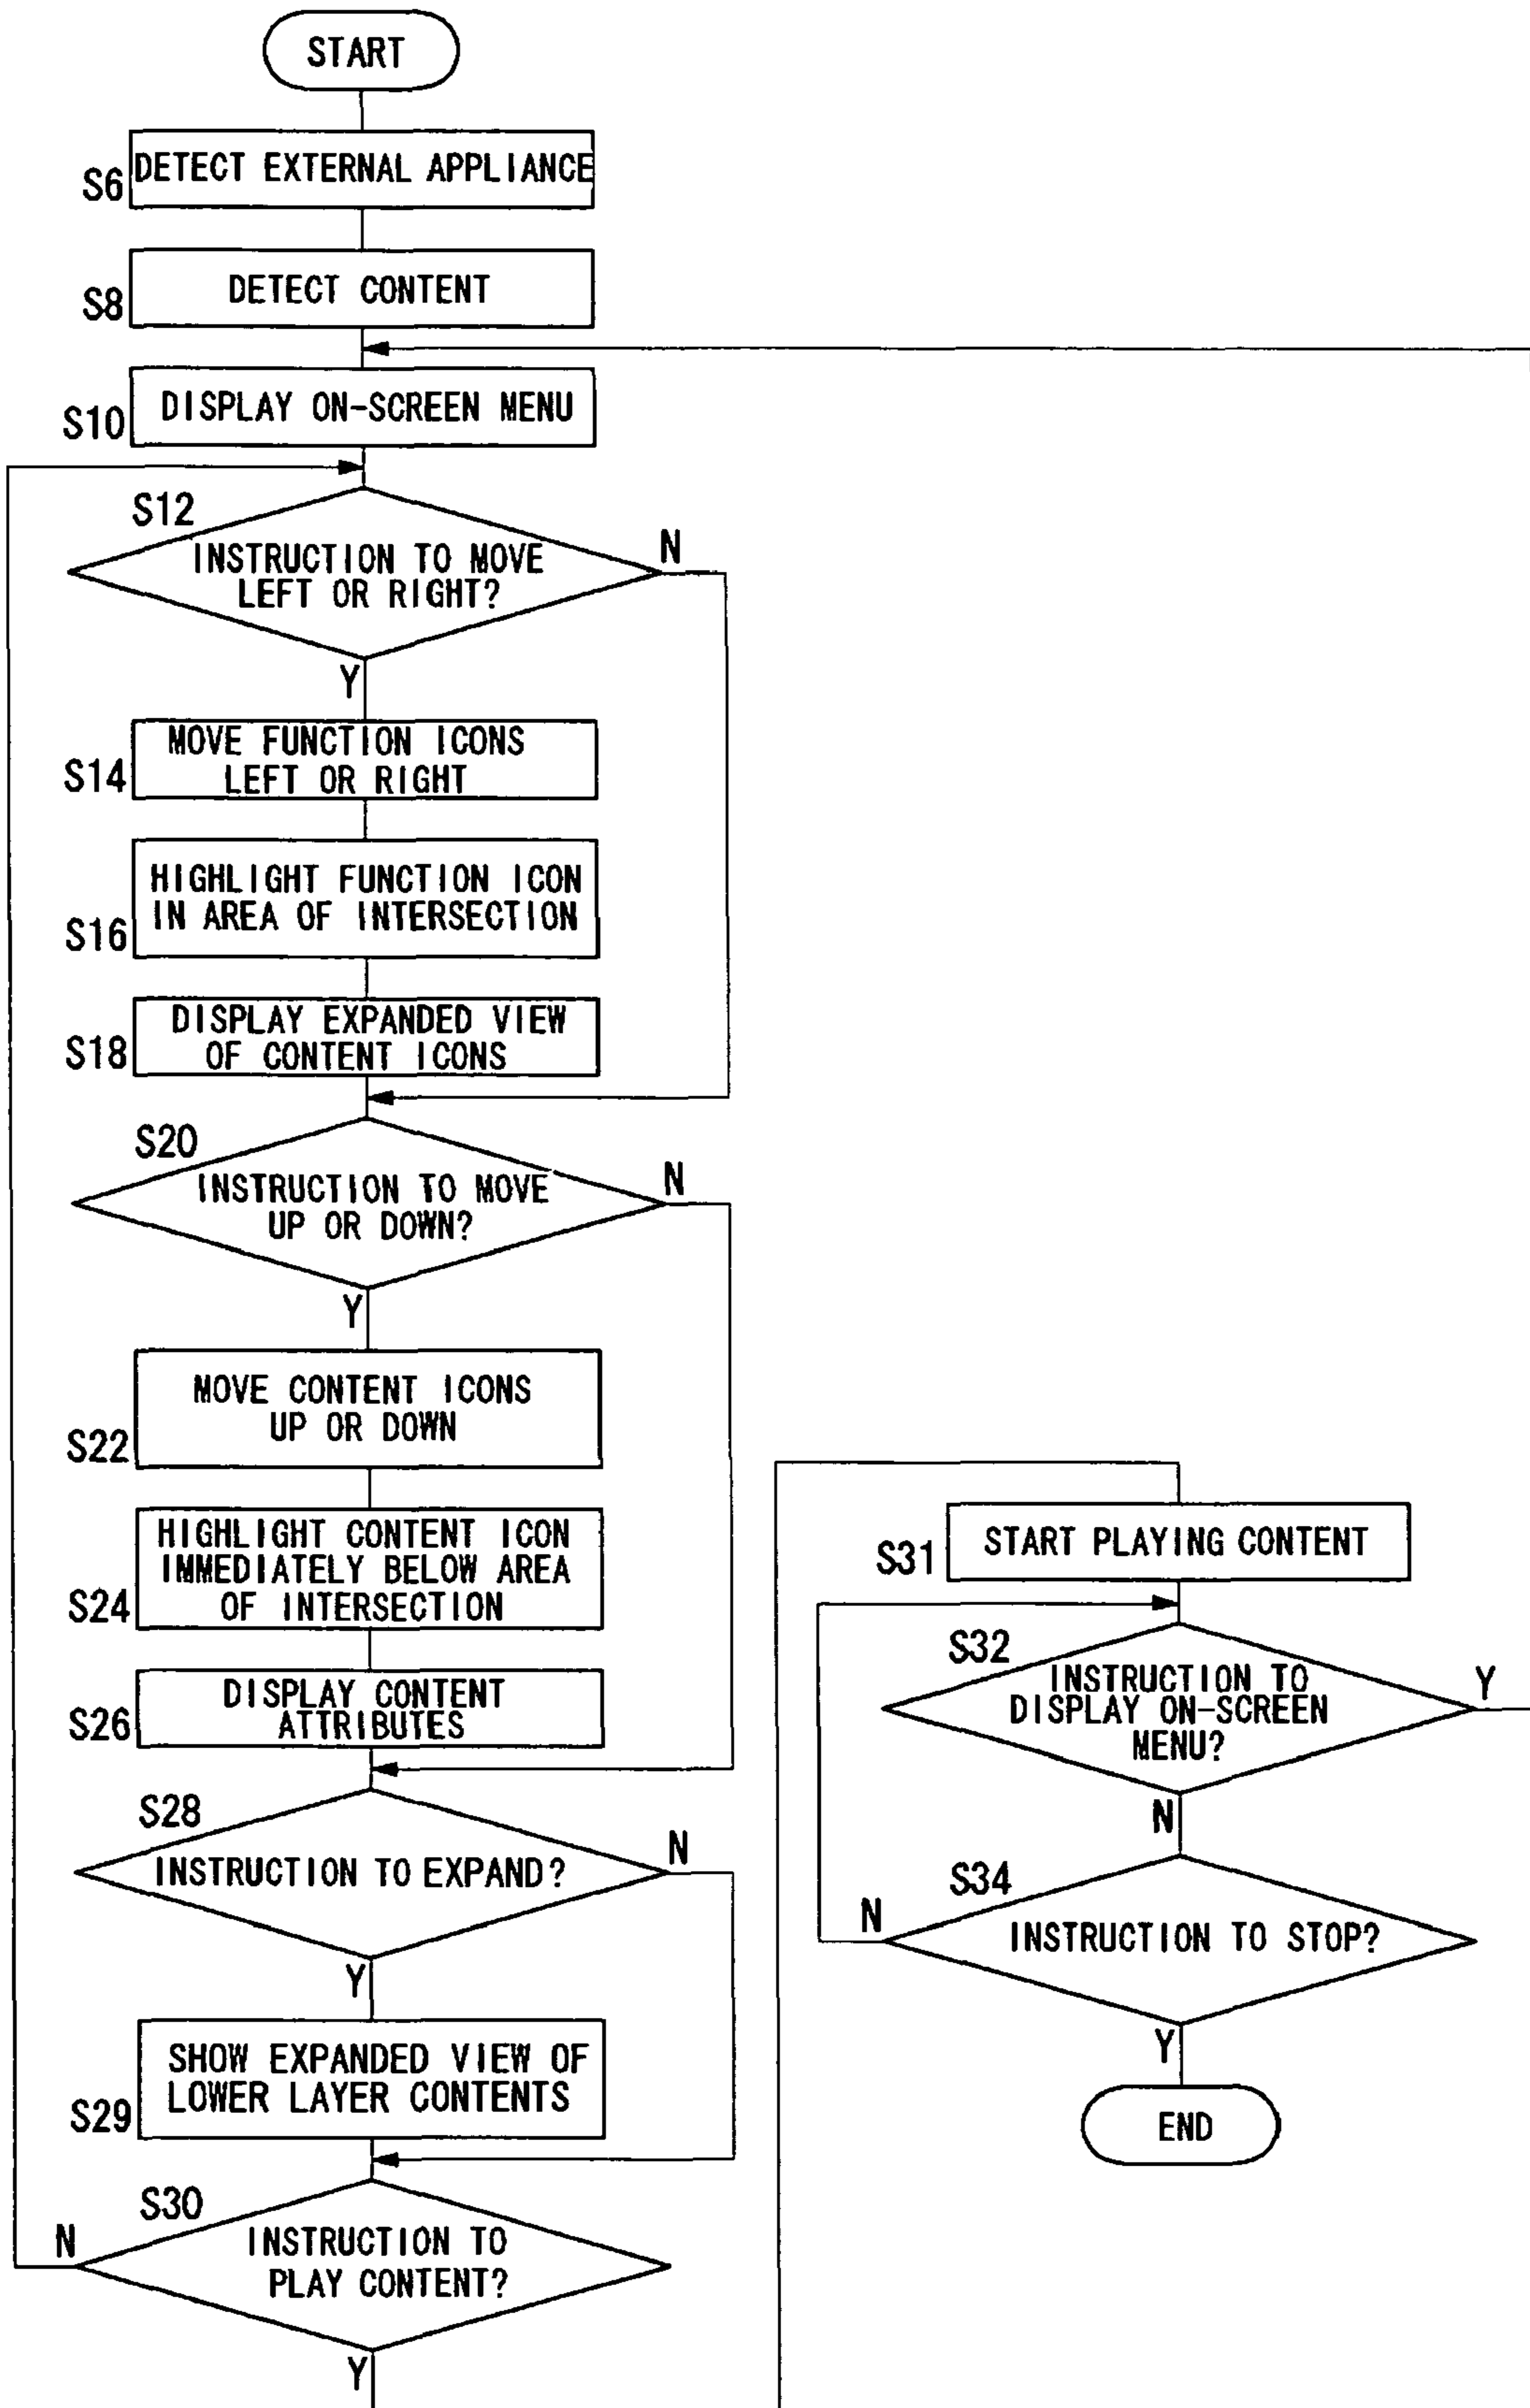 START
S6
DETECT EXTERNAL APPLIANCE
S8
DETECT CONTENT
S10
DISPLAY ON-SCREEN MENU
S12
INSTRUCTION TO MOVE
LEFT OR RIGHT?
N
Y
S14
MOVE FUNCTION ICONS
LEFT OR RIGHT
S16
HIGHLIGHT FUNCTION ICON
IN AREA OF INTERSECTION
S18
DISPLAY EXPANDED VIEW
OF CONTENT ICONS
S20
INSTRUCTION TO MOVE
UP OR DOWN?
N
Y
S22
MOVE CONTENT ICONS
UP OR DOWN
S24
HIGHLIGHT CONTENT ICON
IMMEDIATELY BELOW AREA
OF INTERSECTION
S26
DISPLAY CONTENT
ATTRIBUTES
S28
INSTRUCTION TO EXPAND?
N
Y
S29
SHOW EXPANDED VIEW OF
LOWER LAYER CONTENTS
S30
INSTRUCTION TO
PLAY CONTENT?
N
Y
S31
START PLAYING CONTENT
S32
INSTRUCTION TO
DISPLAY ON-SCREEN
MENU?
Y
N
S34
INSTRUCTION TO STOP?
N
Y
END